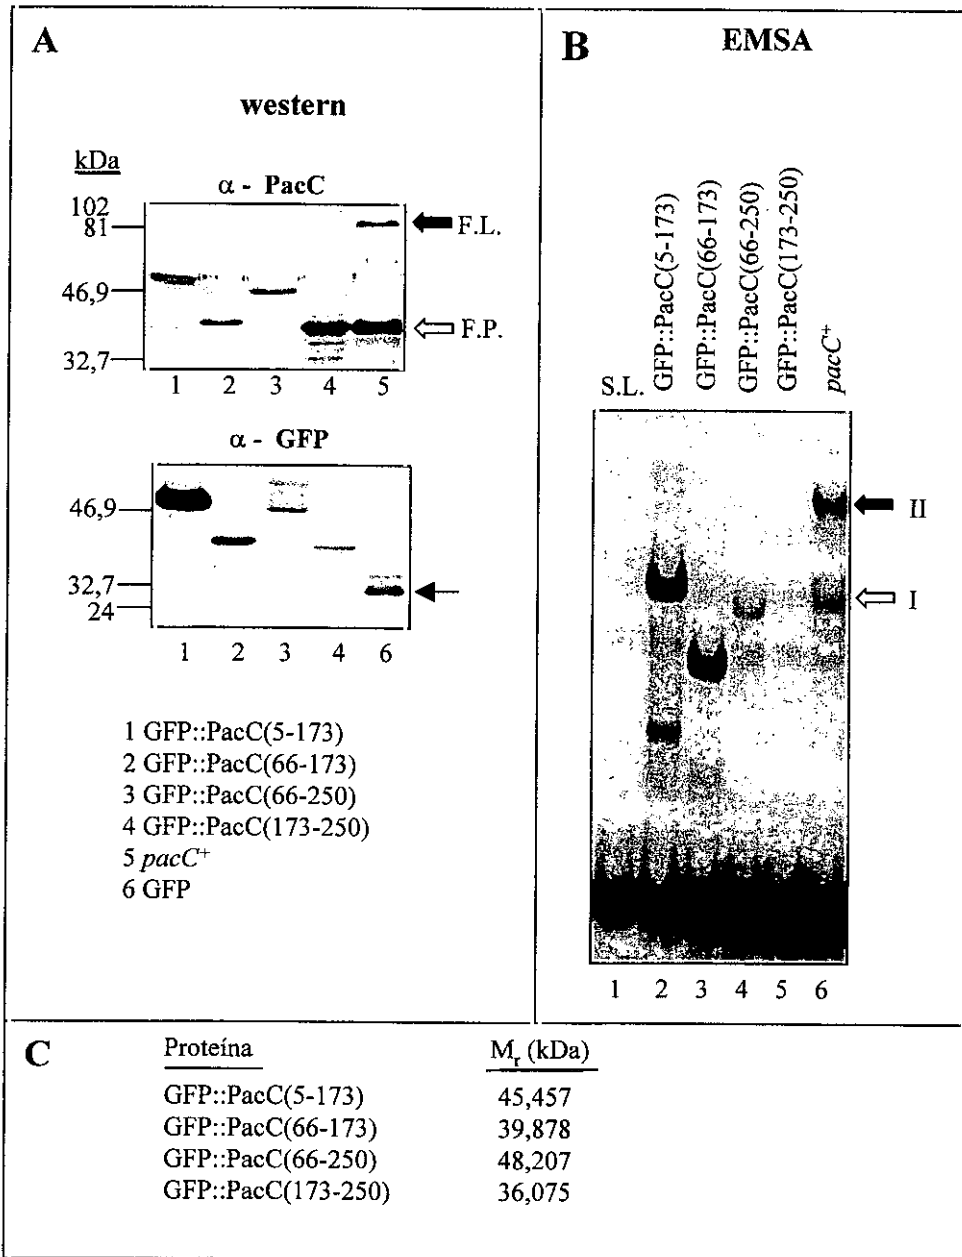 A
western
kDa
α - PacC
102
81
46,9
32,7
F.L.
F.P.
1 2 3 4 5
α - GFP
46,9
32,7
24
1 2 3 4 6
1 GFP::PacC(5-173)
2 GFP::PacC(66-173)
3 GFP::PacC(66-250)
4 GFP::PacC(173-250)
5 pacC+
6 GFP
B
EMSA
S.L.
GFP::PacC(5-173)
GFP::PacC(66-173)
GFP::PacC(66-250)
GFP::PacC(173-250)
pacC+
II
I
1 2 3 4 5 6
C
Proteína Mr (kDa)
GFP::PacC(5-173) 45,457
GFP::PacC(66-173) 39,878
GFP::PacC(66-250) 48,207
GFP::PacC(173-250) 36,075